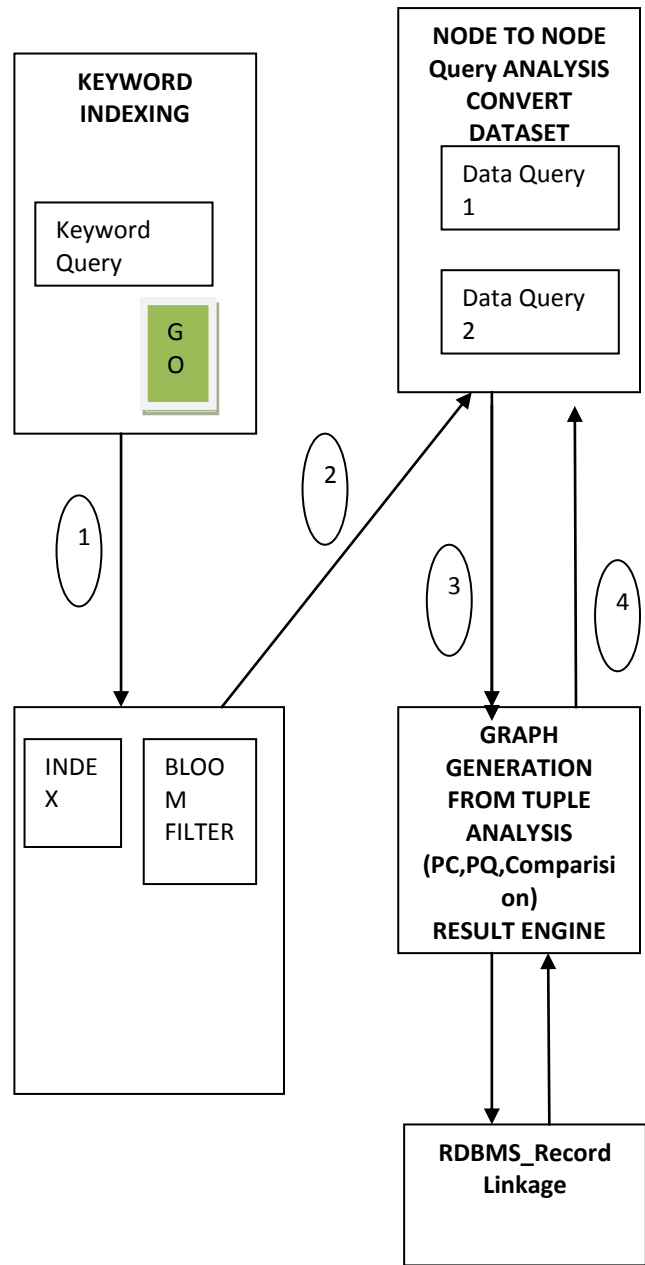 KEYWORD
INDEXING
Keyword
Query
G
O
1
INDE
X
BLOO
M
FILTER
2
NODE TO NODE
Query ANALYSIS
CONVERT
DATASET
Data Query
1
Data Query
2
3
4
GRAPH
GENERATION
FROM TUPLE
ANALYSIS
(PC,PQ,Comparisi
on)
RESULT ENGINE
RDBMS_Record
Linkage